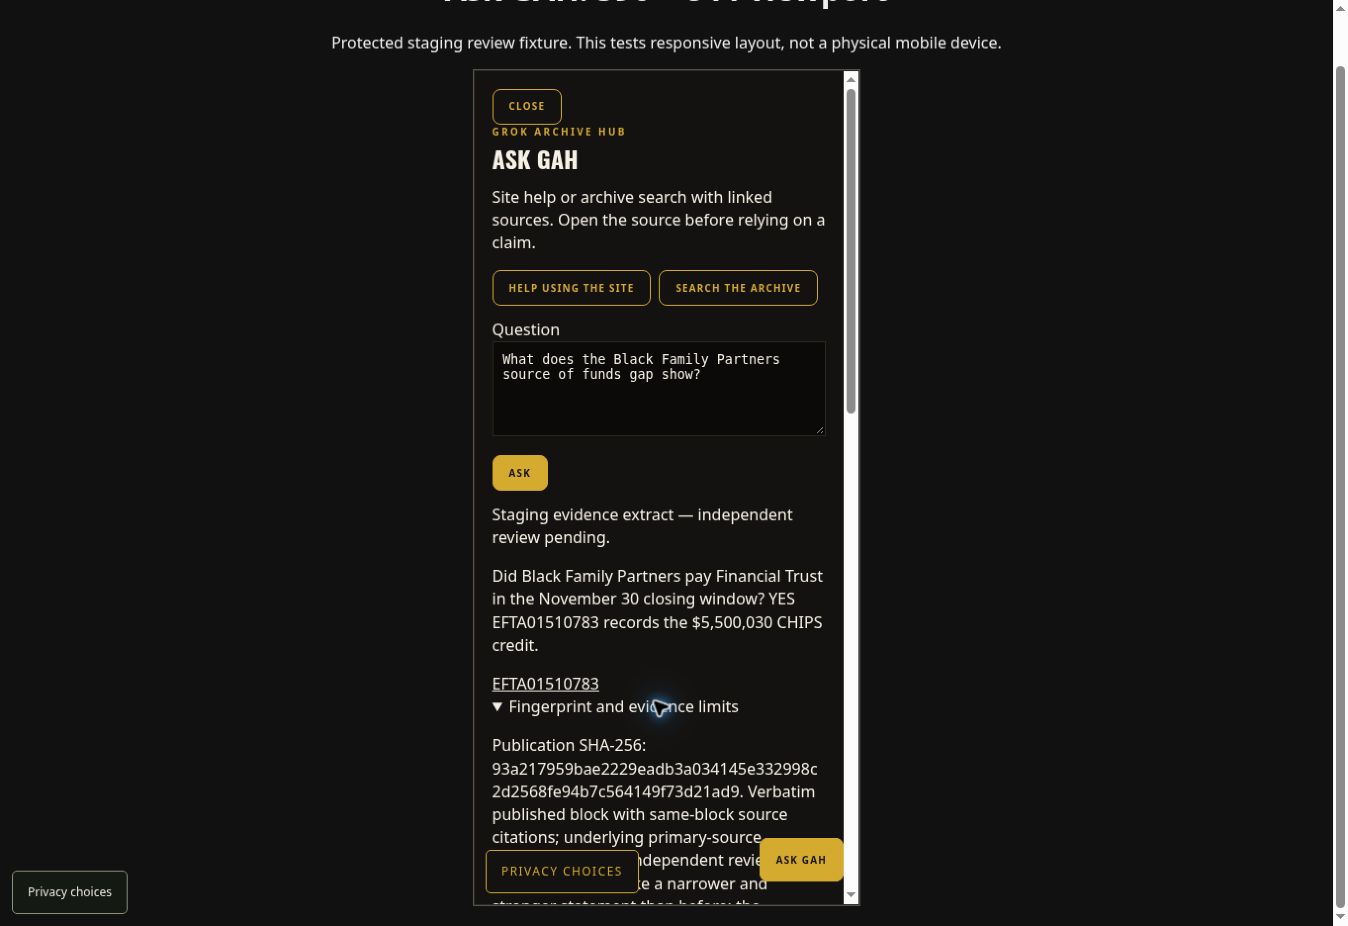 Protected staging review fixture. This tests responsive layout, not a physical mobile device.
CLOSE
GROK ARCHIVE HUB
ASK GAH
Site help or archive search with linked
sources. Open the source before relying on a
claim.
HELP USING THE SITE
SEARCH THE ARCHIVE
Question
What does the Black Family Partners
source of funds gap show?
ASK
Staging evidence extract — independent
review pending.
Did Black Family Partners pay Financial Trust
in the November 30 closing window? YES
EFTA01510783 records the $5,500,030 CHIPS
credit.
EFTA01510783
▼ Fingerprint and evidence limits
Publication SHA-256:
93a217959bae2229eadb3a034145e332998c
2d2568fe94b7c564149f73d21ad9. Verbatim
published block with same-block source
citations; underlying primary-source
ASK GAH
PRIVACY CHOICES
a narrower and
Privacy choices